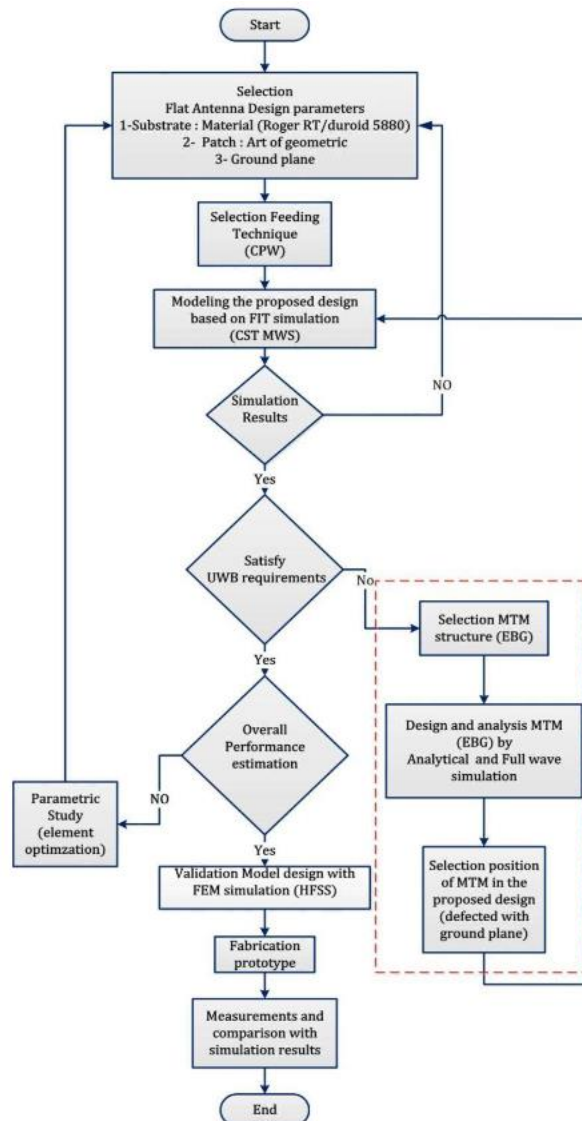 Start
Selection
Flat Antenna Design parameters
1-Substrate : Material (Roger RT/duroid 5880)
2- Patch : Art of geometric
3- Ground plane
Selection Feeding
Technique
(CPW)
Modeling the proposed design
based on FIT simulation
(CST MWS)
Simulation
Results
NO
Yes
Satisfy
UWB requirements
No
Yes
Selection MTM
structure (EBG)
Design and analysis MTM
(EBG) by
Analytical and Full wave
simulation
Selection position
of MTM in the
proposed design
(defected with
ground plane)
Overall
Performance
estimation
NO
Parametric
Study
(element
optimzation)
Yes
Validation Model design with
FEM simulation (HFSS)
Fabrication
prototype
Measurements and
comparison with
simulation results
End